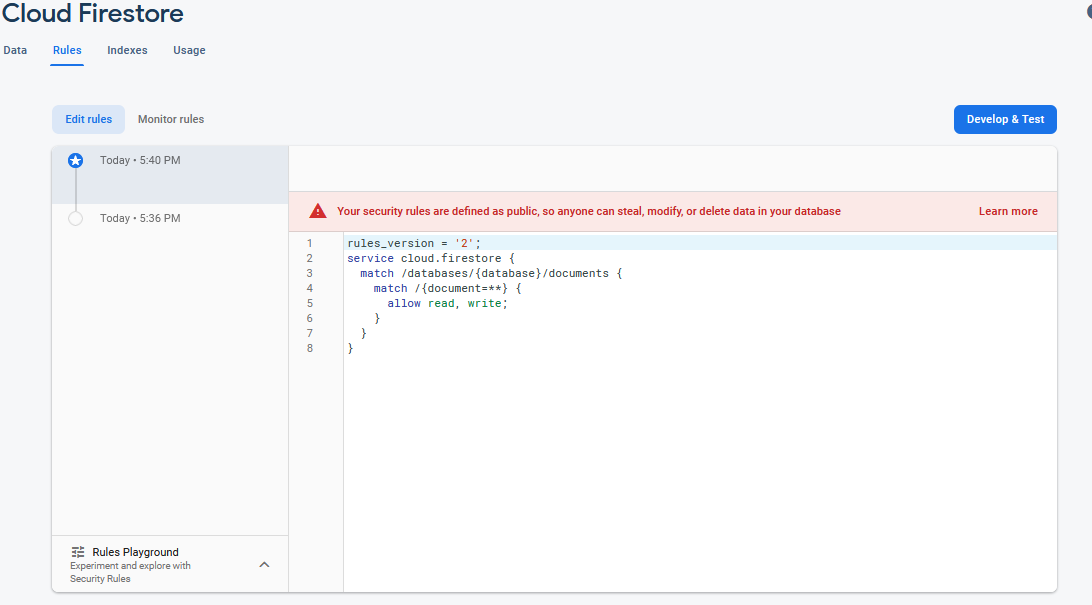 Cloud Firestore
Data Rules Indexes Usage
Edit rules Monitor rules Develop & Test
Today • 5:40 PM
Today • 5:36 PM
Your security rules are defined as public, so anyone can steal, modify, or delete data in your database Learn more
1 rules_version = '2';
2 service cloud.firestore {
3 match /databases/{database}/documents {
4 match /{document=**} {
5 allow read, write;
6 }
7 }
8 }
Rules Playground
Experiment and explore with
Security Rules